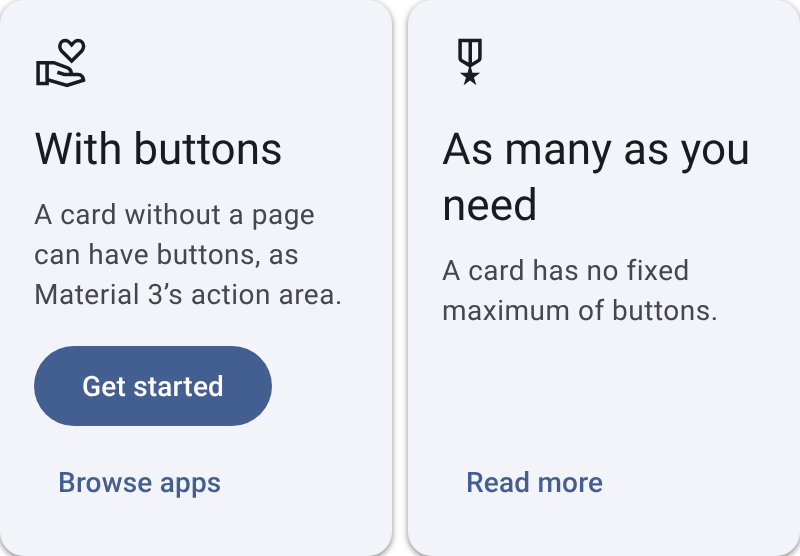 With buttons
A card without a page
can have buttons, as
Material 3’s action area.
Get started
Browse apps
As many as you
need
A card has no fixed
maximum of buttons.
Read more